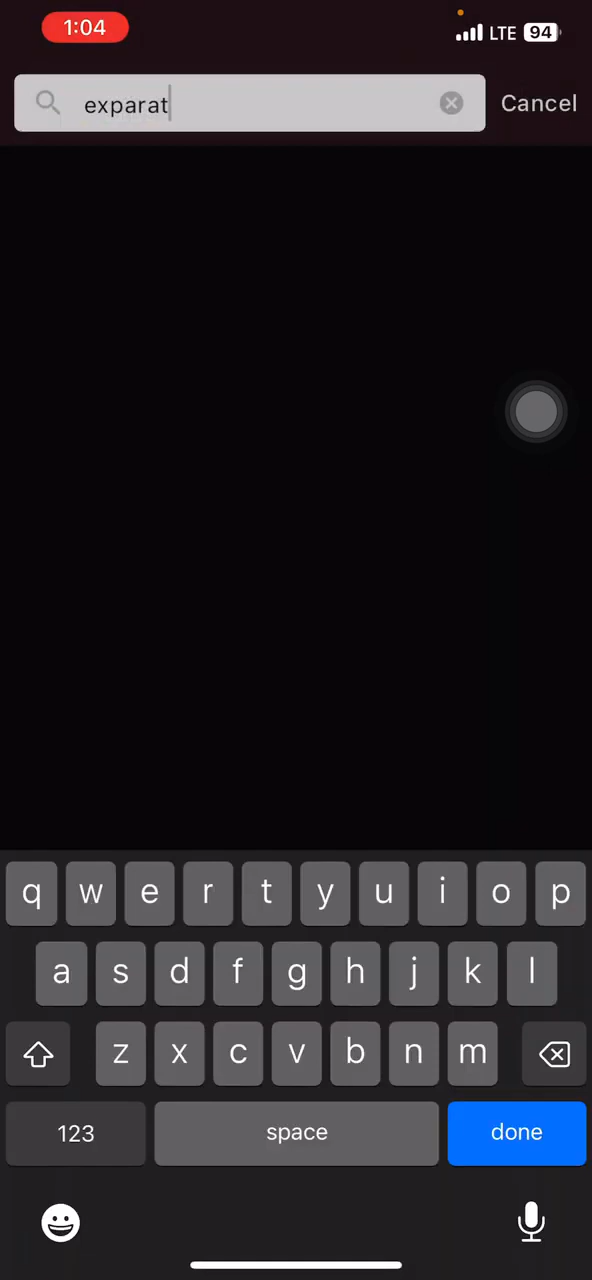 1:04
LTE 94
exparat
Cancel
q w e r t y u i o p
a s d f g h j k l
z x c v b n m
123 space done